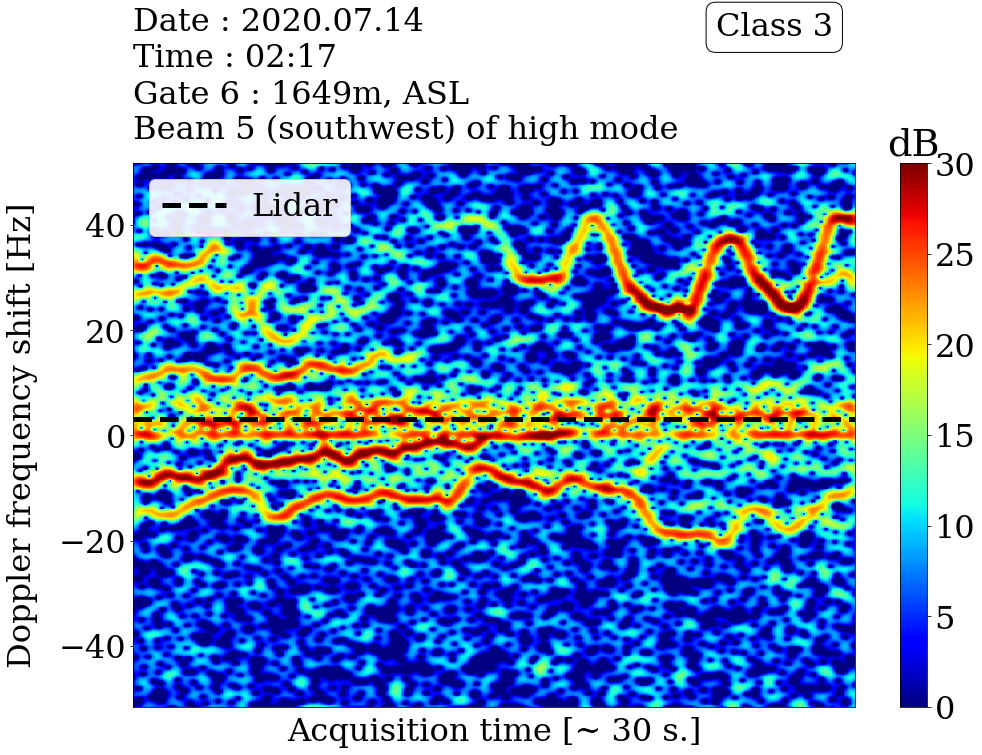 Date : 2020.07.14
Time : 02:17
Gate 6 : 1649m, ASL
Beam 5 (southwest) of high mode
Class 3
dB
Lidar
Doppler frequency shift [Hz]
40
20
0
−20
−40
30
25
20
15
10
5
0
Acquisition time [~ 30 s.]